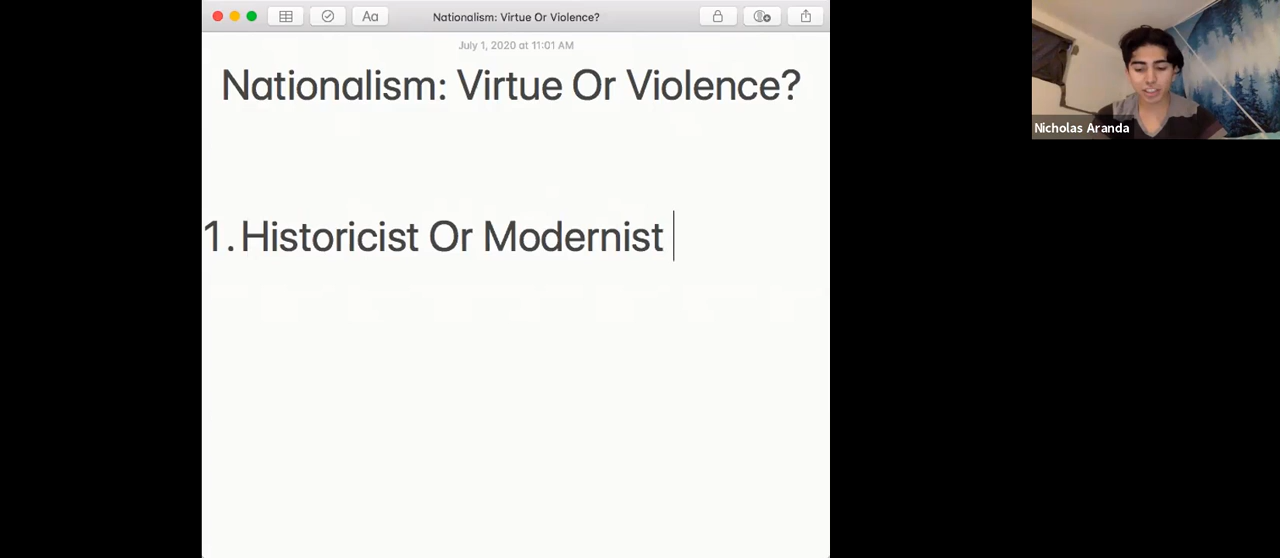 Aa
Nationalism: Virtue Or Violence?
July 1, 2020 at 11:01 AM
Nationalism: Virtue Or Violence?
1. Historicist Or Modernist
Nicholas Aranda